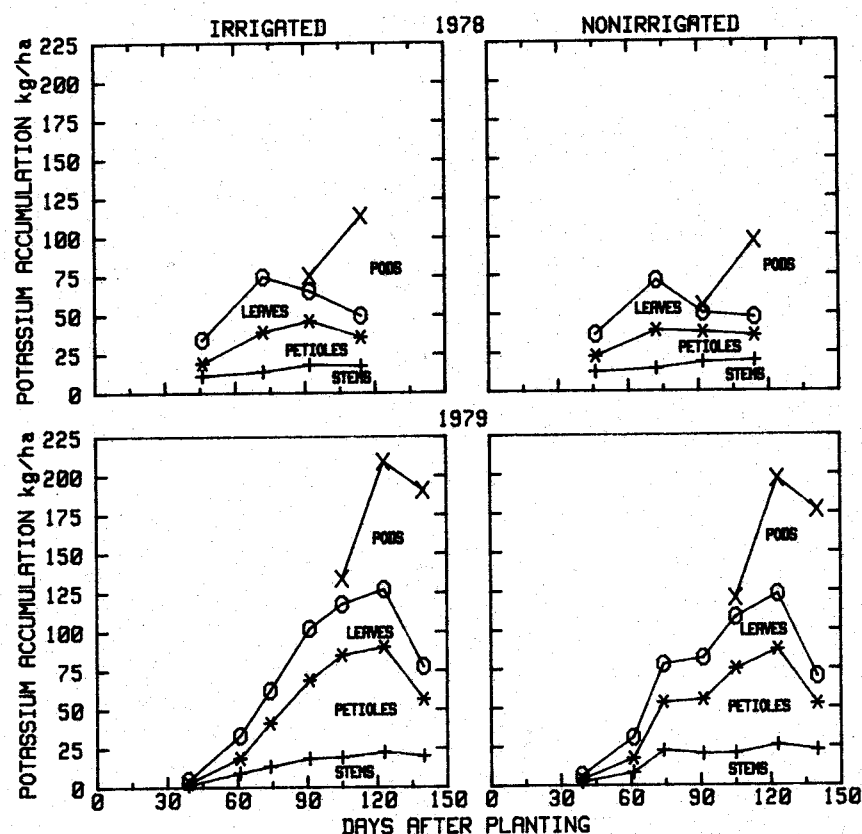 IRRIGATED 1978 NONIRRIGATED
POTASSIUM ACCUMULATION kg/ha
225
200
175
150
125
100
75
50
25
0
PODS
LEAVES
PETIOLES
STEMS
PODS
LEAVES
PETIOLES
STEMS
1979
POTASSIUM ACCUMULATION kg/ha
225
200
175
150
125
100
75
50
25
0
PODS
LEAVES
PETIOLES
STEMS
PODS
LEAVES
PETIOLES
STEMS
0 30 60 90 120 150 0 30 60 90 120 150
DAYS AFTER PLANTING